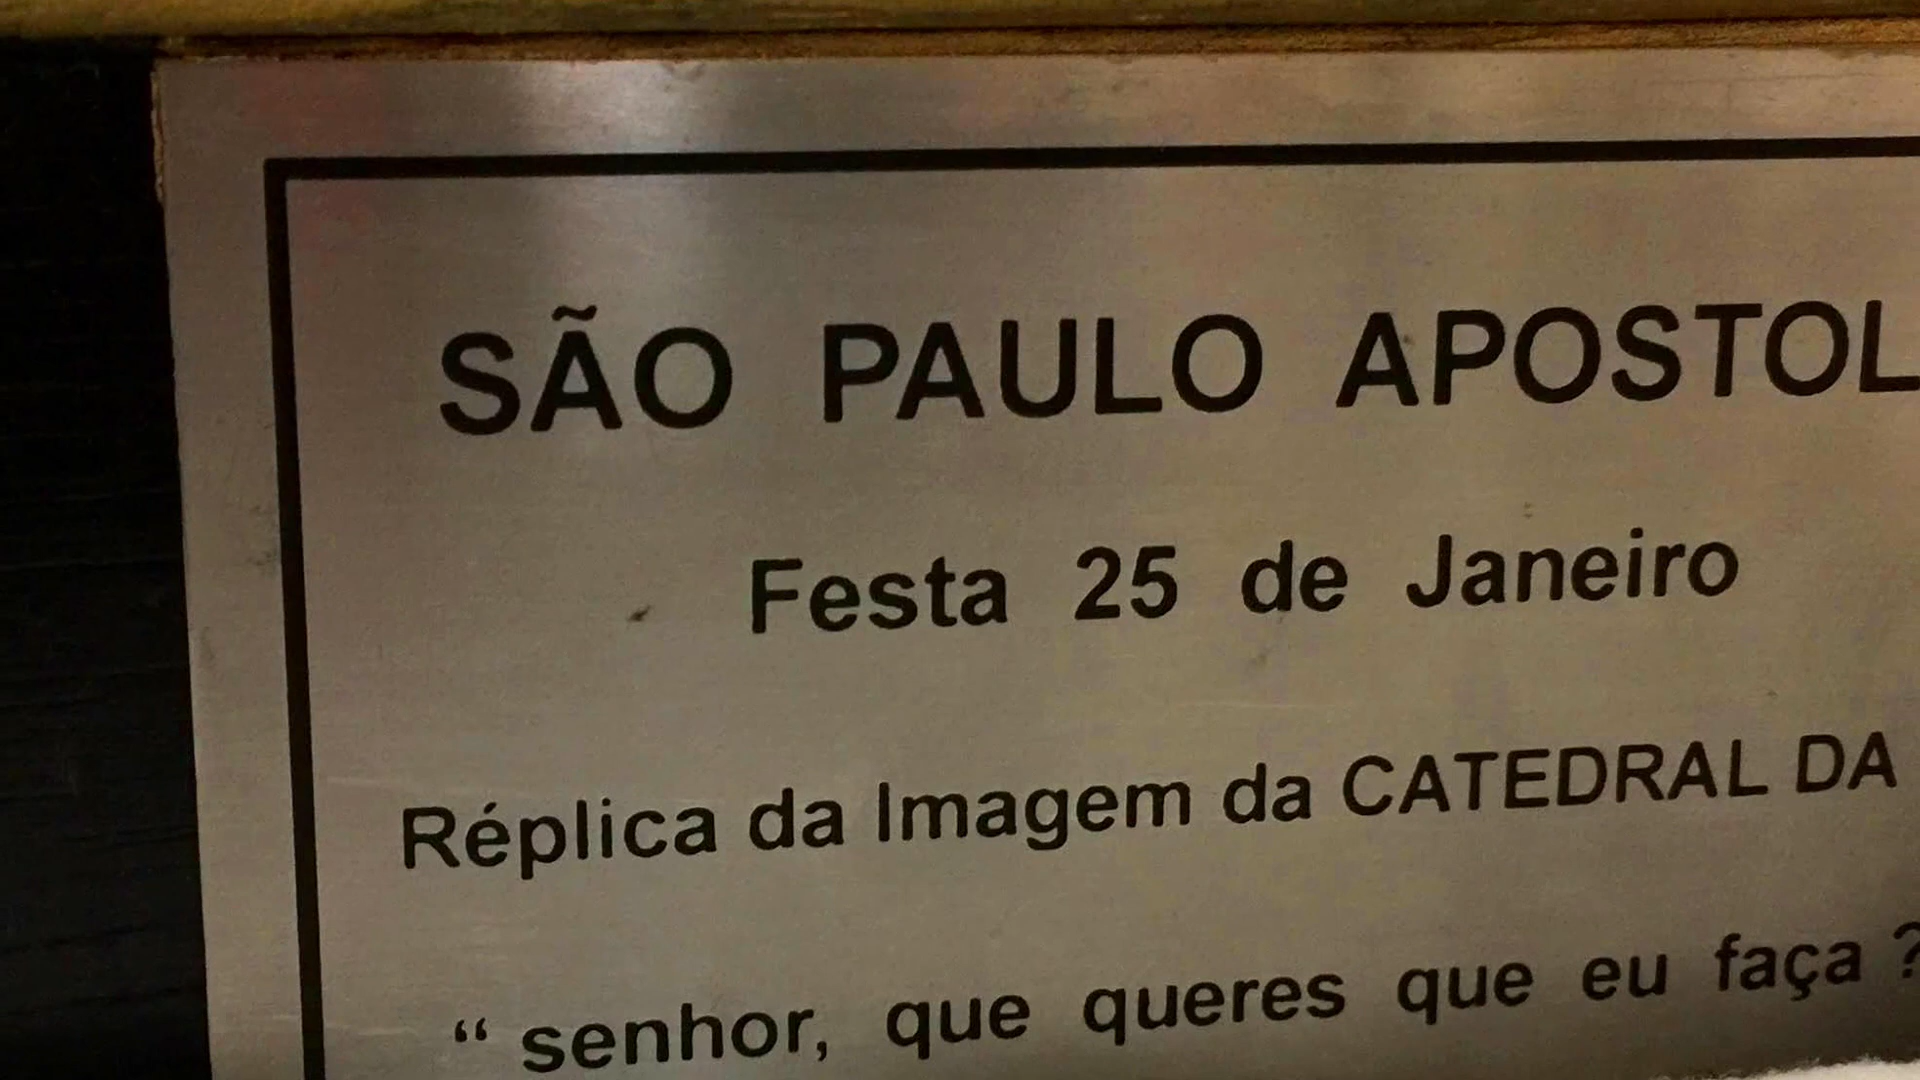 SÃO PAULO APOSTOL
Festa 25 de Janeiro
Réplica da Imagem da CATEDRAL DA
“ senhor, que queres que eu faça ?